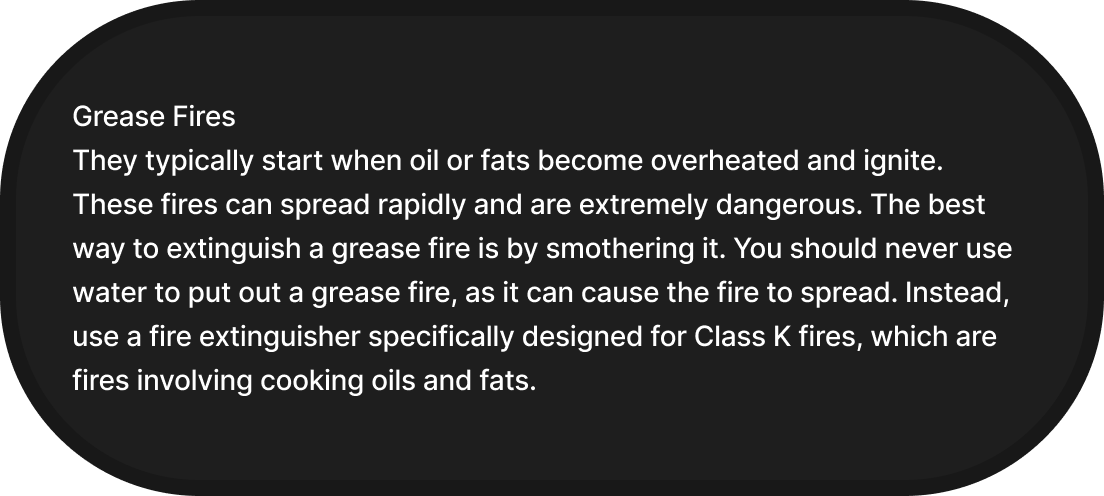 Grease Fires
They typically start when oil or fats become overheated and ignite.
These fires can spread rapidly and are extremely dangerous. The best
way to extinguish a grease fire is by smothering it. You should never use
water to put out a grease fire, as it can cause the fire to spread. Instead,
use a fire extinguisher specifically designed for Class K fires, which are
fires involving cooking oils and fats.